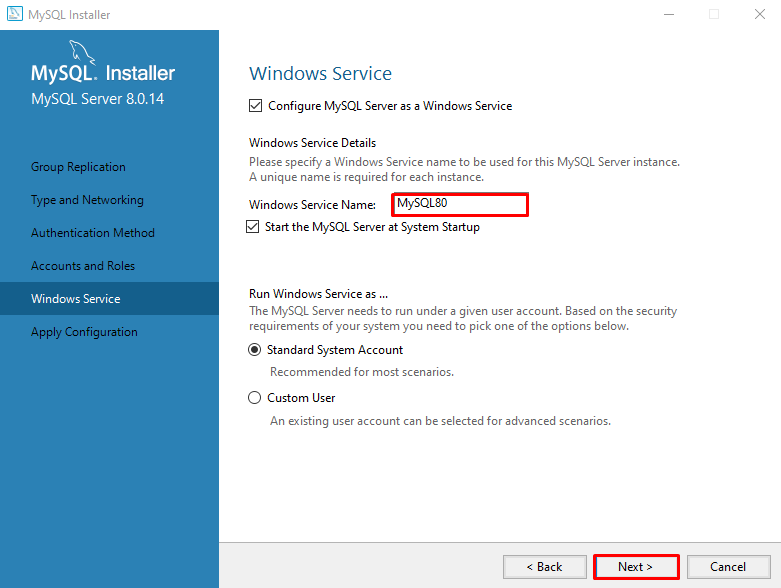 MySQL Installer
MySQL. Installer
MySQL Server 8.0.14
Group Replication
Type and Networking
Authentication Method
Accounts and Roles
Windows Service
Apply Configuration
Windows Service
Configure MySQL Server as a Windows Service
Windows Service Details
Please specify a Windows Service name to be used for this MySQL Server instance.
A unique name is required for each instance.
Windows Service Name: MySQL80
Start the MySQL Server at System Startup
Run Windows Service as ...
The MySQL Server needs to run under a given user account. Based on the security
requirements of your system you need to pick one of the options below.
Standard System Account
Recommended for most scenarios.
Custom User
An existing user account can be selected for advanced scenarios.
< Back Next > Cancel